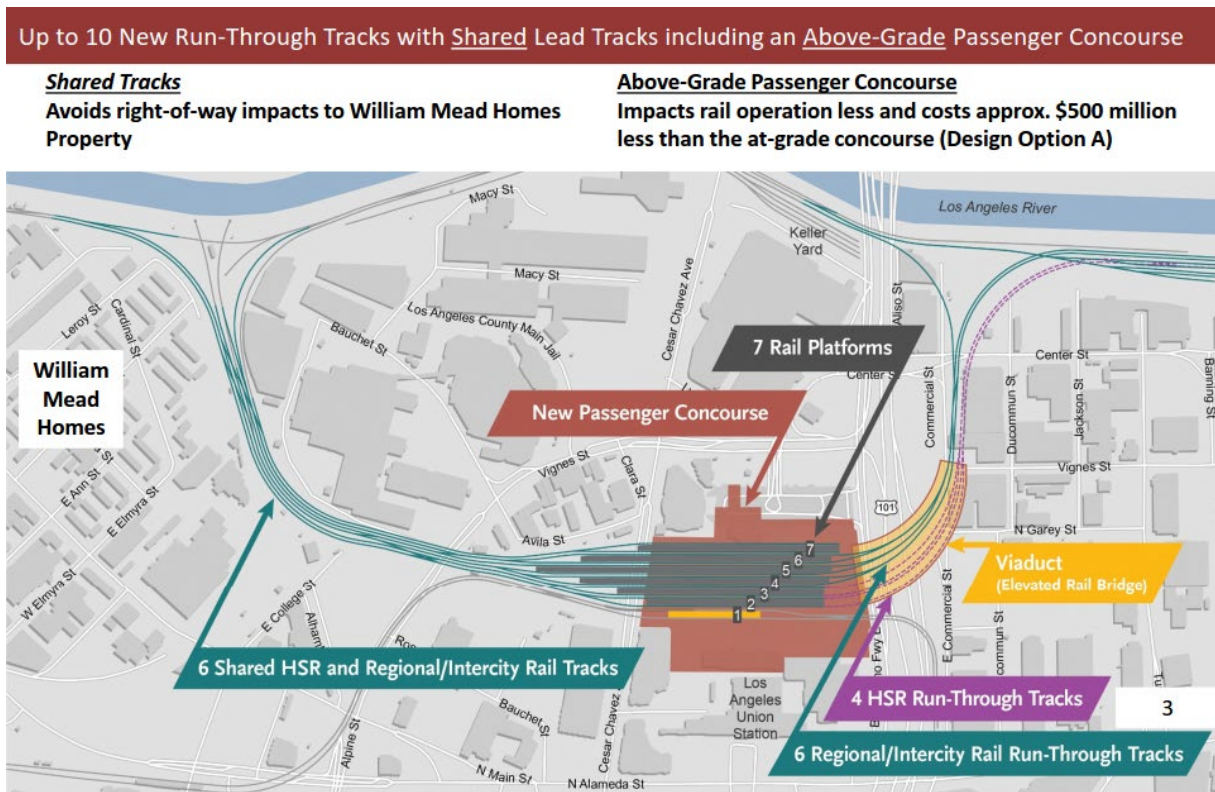 Up to 10 New Run-Through Tracks with Shared Lead Tracks including an Above-Grade Passenger Concourse
Shared Tracks
Avoids right-of-way impacts to William Mead Homes
Property
Above-Grade Passenger Concourse
Impacts rail operation less and costs approx. $500 million
less than the at-grade concourse (Design Option A)
Los Angeles River
Macy St
Keller
Yard
Macy St
Leroy St
Cardinal St
Bauchet St
Los Angeles County Main Jail
Cesar Chavez Ave
Aliso St
William
Mead
Homes
7 Rail Platforms
Center St
Center St
Commercial St
Ducommun St
Jackson St
Banning St
New Passenger Concourse
Vignes St
Clara St
Vignes St
E Ann St
E Elmyra St
101
N Garey St
Avila St
7
6
5
4
3
2
1
Viaduct
(Elevated Rail Bridge)
W Elmyra St
E College St
E Commercial St
6 Shared HSR and Regional/Intercity Rail Tracks
Los
Angeles
Union
Station
4 HSR Run-Through Tracks
3
Bauchet St
Cesar Chavez
Alpine St
6 Regional/Intercity Rail Run-Through Tracks
N Main St
N Alameda St